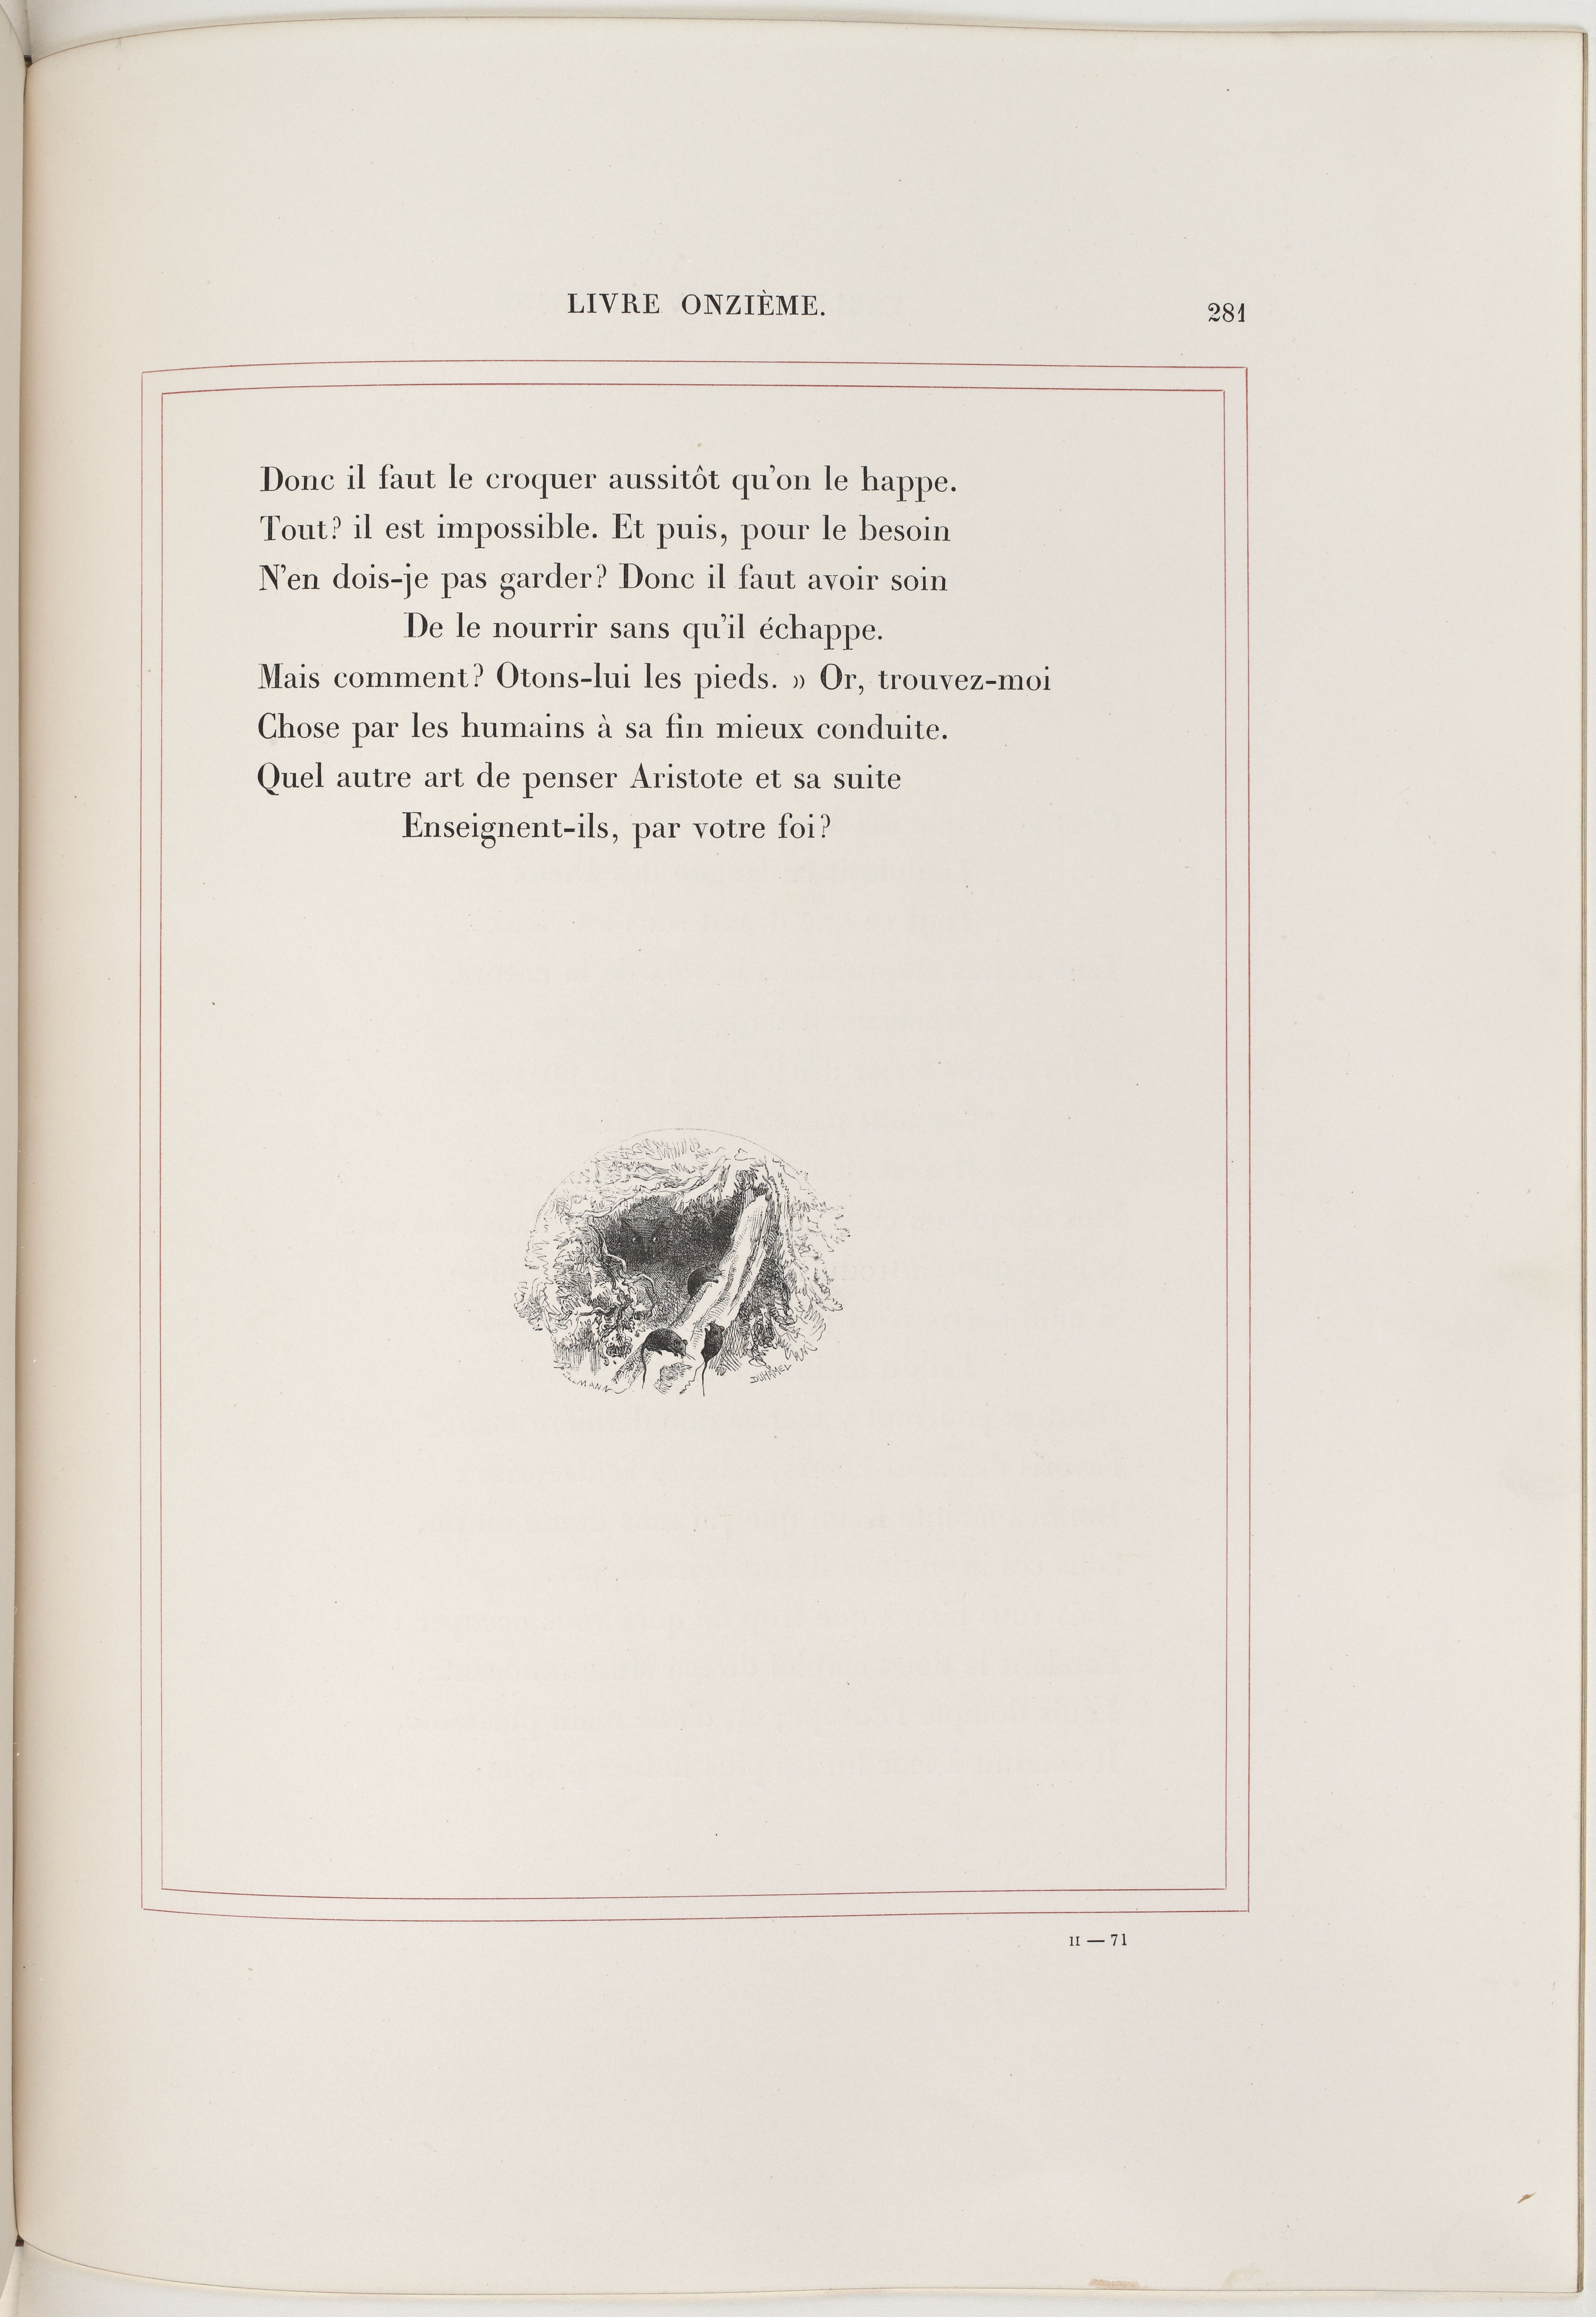 LIVRE ONZIÈME.
281
Donc il faut le croquer aussitôt qu'on le happe.
Tout? il est impossible. Et puis, pour le besoin
N'en dois-je pas garder? Donc il faut avoir soin
De le nourrir sans qu'il échappe.
Mais comment? Otons-lui les pieds. » Or, trouvez-moi
Chose par les humains à sa fin mieux conduite.
Quel autre art de penser Aristote et sa suite
Enseignent-ils, par votre foi?
DUHAMEL
II — 71